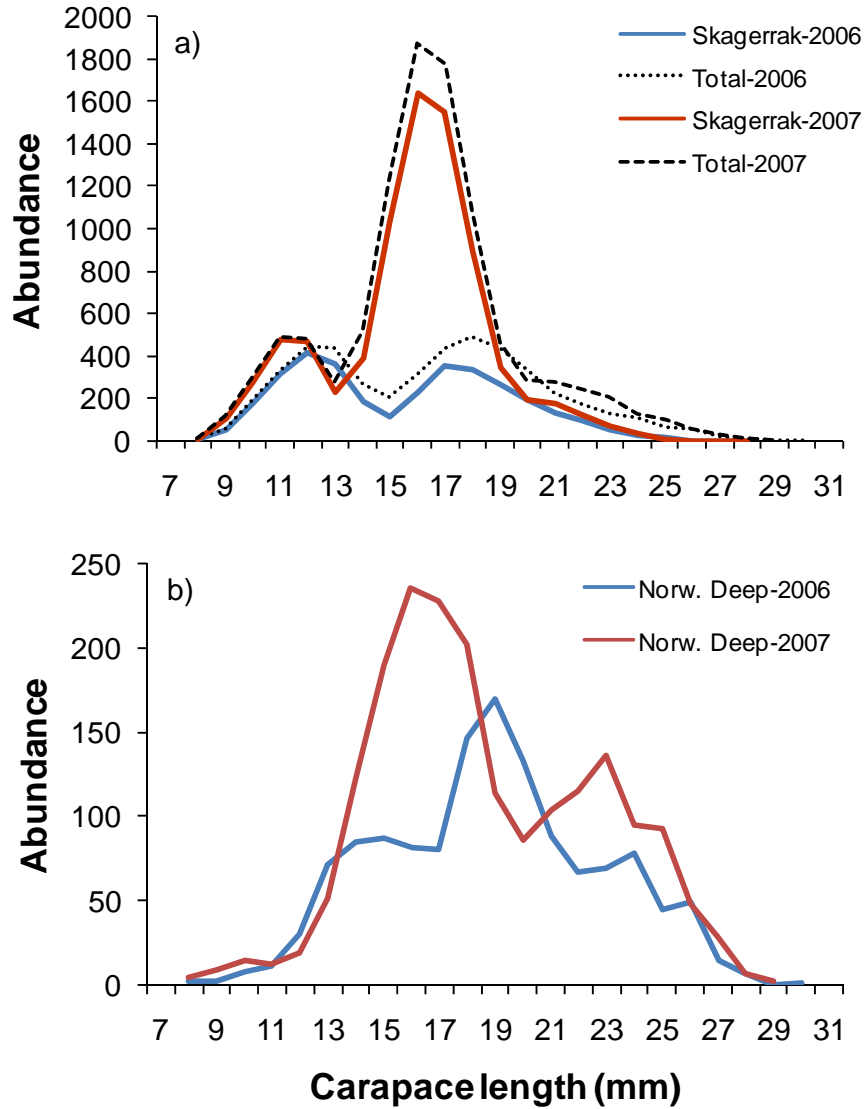 a)
Abundance
2000
1800
1600
1400
1200
1000
800
600
400
200
0
Skagerrak-2006
Total-2006
Skagerrak-2007
Total-2007
7 9 11 13 15 17 19 21 23 25 27 29 31
b)
Abundance
250
200
150
100
50
0
Norw. Deep-2006
Norw. Deep-2007
7 9 11 13 15 17 19 21 23 25 27 29 31
Carapace length (mm)